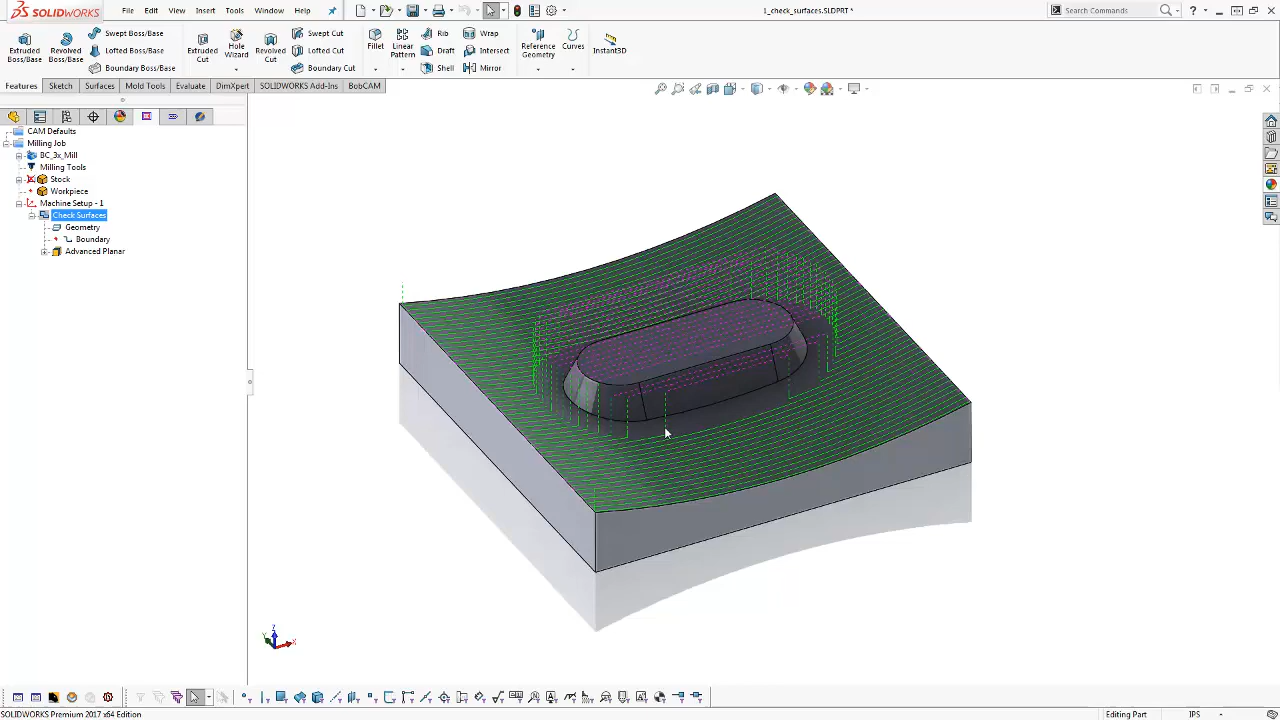 SOLIDWORKS
File Edit View Insert Tools Window Help
1_check_surfaces.SLDPRT *
Search Commands
Extruded Boss/Base
Revolved Boss/Base
Swept Boss/Base
Lofted Boss/Base
Boundary Boss/Base
Extruded Cut
Hole Wizard
Revolved Cut
Swept Cut
Lofted Cut
Boundary Cut
Fillet
Linear Pattern
Rib
Draft
Shell
Wrap
Intersect
Mirror
Reference Geometry
Curves
Instant3D
Features Sketch Surfaces Mold Tools Evaluate DimXpert SOLIDWORKS Add-Ins BobCAM
CAM Defaults
Milling Job
BC_3x_Mill
Milling Tools
Stock
Workpiece
Machine Setup - 1
Check Surfaces
Geometry
Boundary
Advanced Planar
Z
Y
X
SOLIDWORKS Premium 2017 x64 Edition
Editing Part
IPS